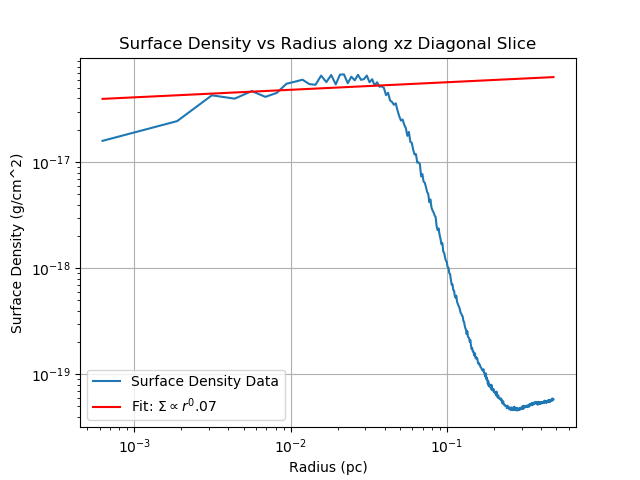 Surface Density vs Radius along xz Diagonal Slice
Surface Density (g/cm^2)
10⁻¹⁷
10⁻¹⁸
10⁻¹⁹
Surface Density Data
Fit: Σ ∝ r⁰.07
10⁻³
10⁻²
10⁻¹
Radius (pc)